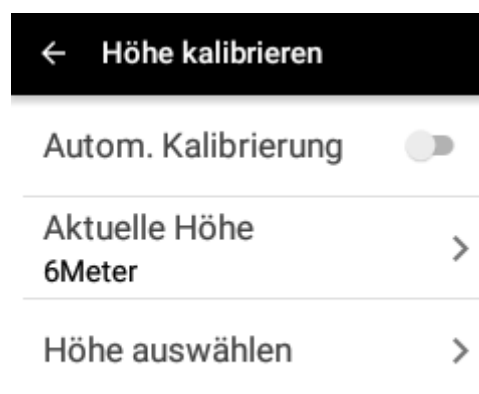 Höhe kalibrieren
Autom. Kalibrierung
Aktuelle Höhe
6Meter
Höhe auswählen